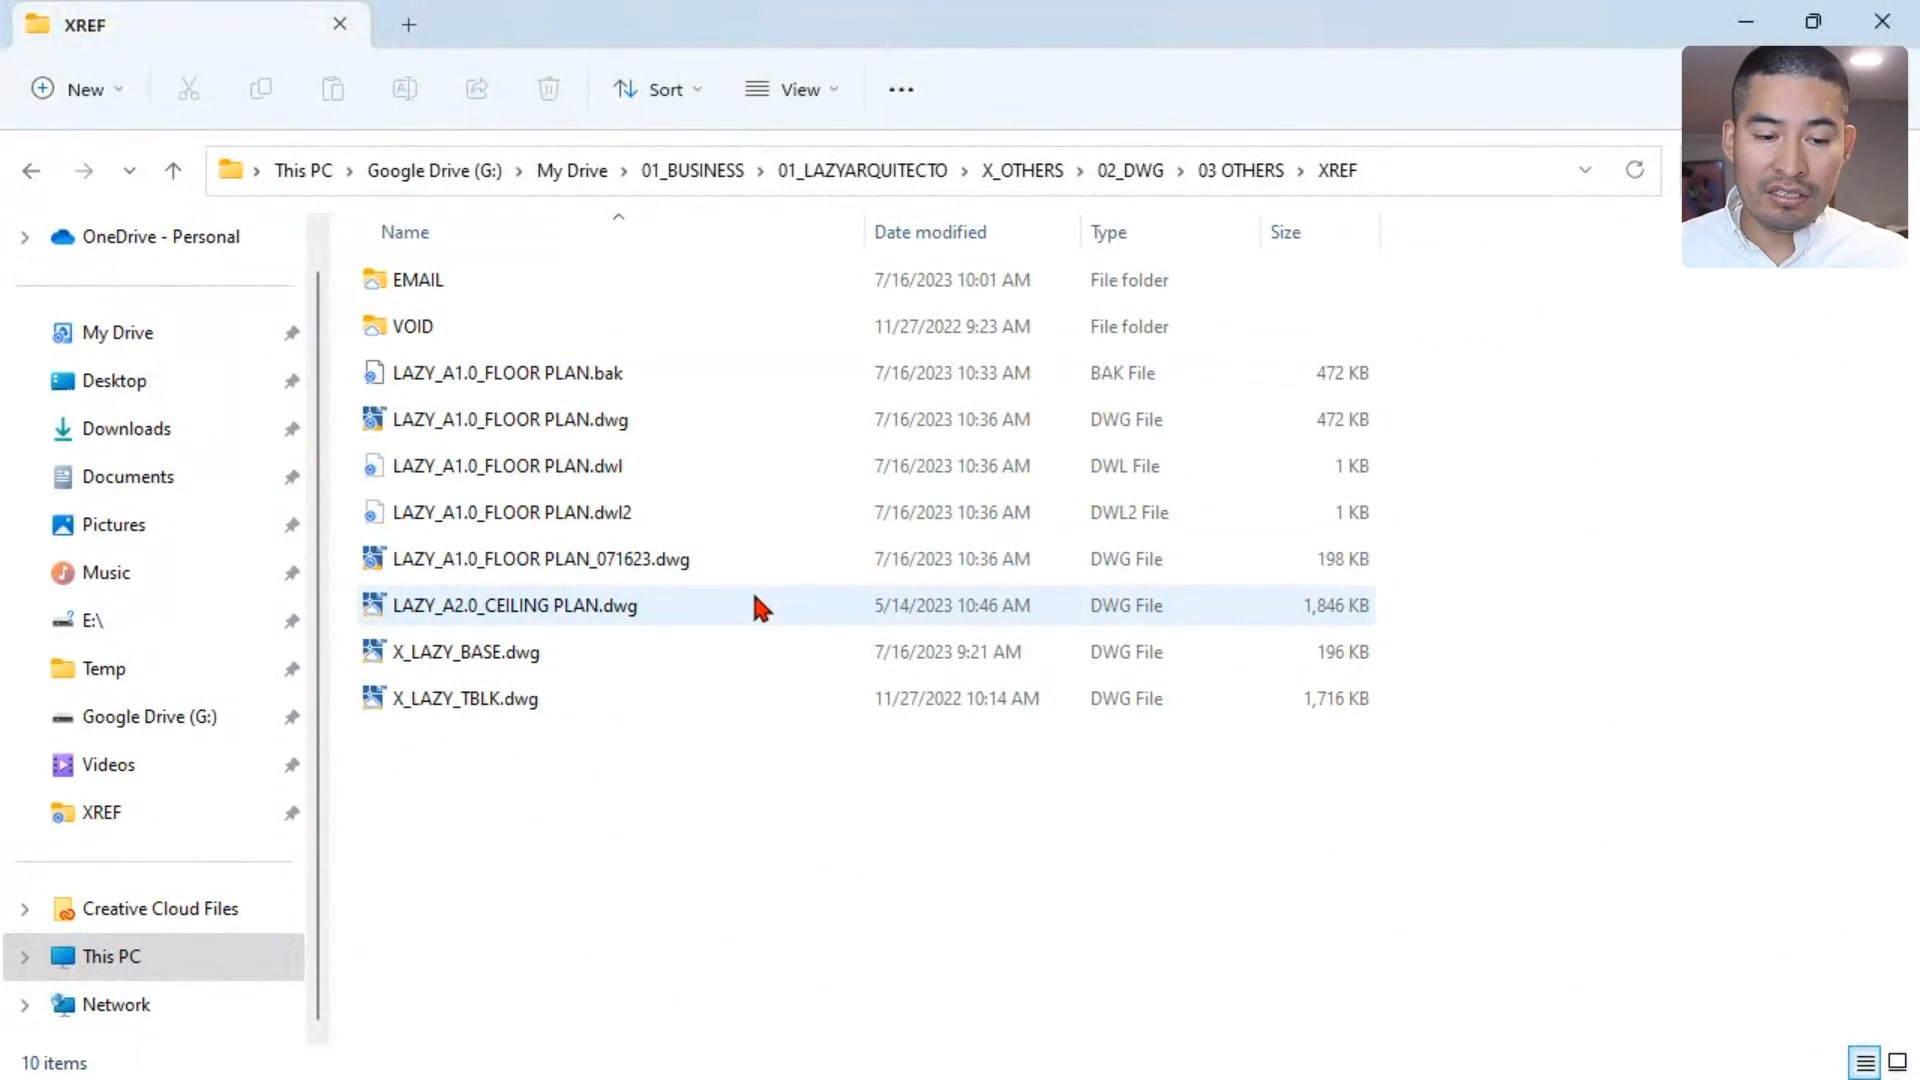 XREF
New
Sort
View
This PC > Google Drive (G:) > My Drive > 01_BUSINESS > 01_LAZYARQUITECTO > X_OTHERS > 02_DWG > 03 OTHERS > XREF
Name Date modified Type Size
EMAIL 7/16/2023 10:01 AM File folder
VOID 11/27/2022 9:23 AM File folder
LAZY_A1.0_FLOOR PLAN.bak 7/16/2023 10:33 AM BAK File 472 KB
LAZY_A1.0_FLOOR PLAN.dwg 7/16/2023 10:36 AM DWG File 472 KB
LAZY_A1.0_FLOOR PLAN.dwl 7/16/2023 10:36 AM DWL File 1 KB
LAZY_A1.0_FLOOR PLAN.dwl2 7/16/2023 10:36 AM DWL2 File 1 KB
LAZY_A1.0_FLOOR PLAN_071623.dwg 7/16/2023 10:36 AM DWG File 198 KB
LAZY_A2.0_CEILING PLAN.dwg 5/14/2023 10:46 AM DWG File 1,846 KB
X_LAZY_BASE.dwg 7/16/2023 9:21 AM DWG File 196 KB
X_LAZY_TBLK.dwg 11/27/2022 10:14 AM DWG File 1,716 KB
OneDrive - Personal
My Drive
Desktop
Downloads
Documents
Pictures
Music
E:\
Temp
Google Drive (G:)
Videos
XREF
Creative Cloud Files
This PC
Network
10 items